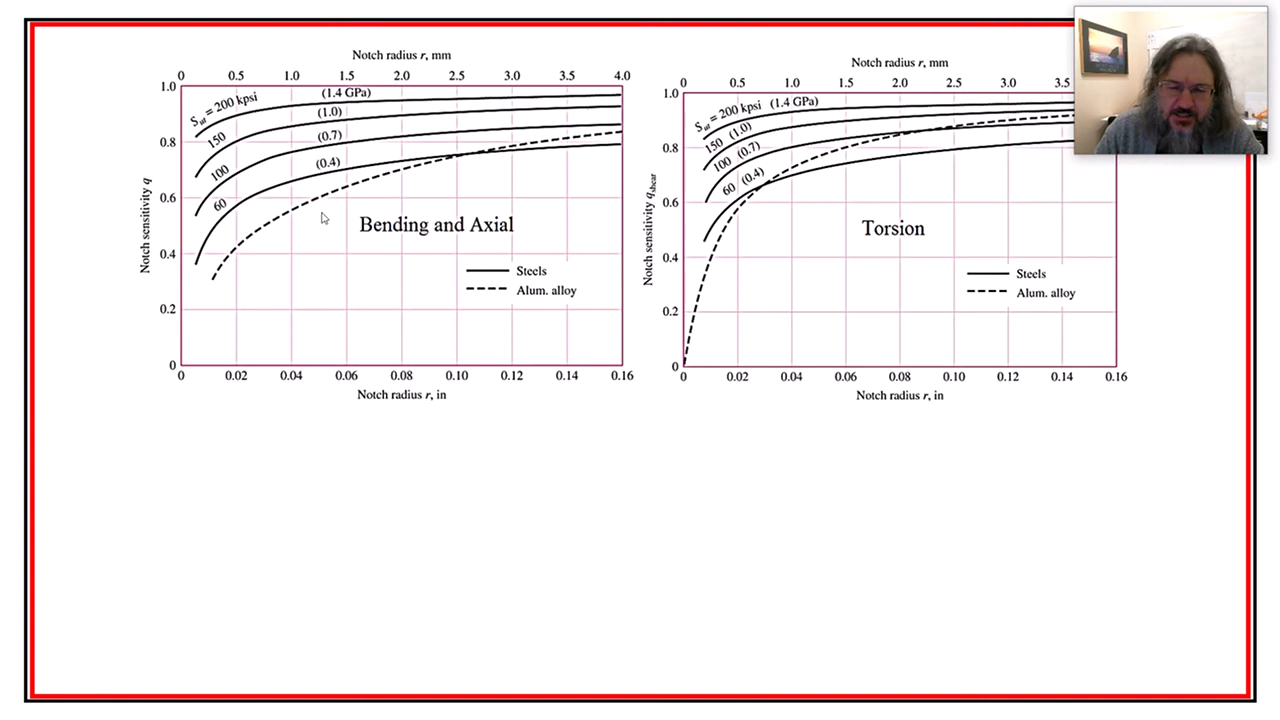 Notch radius r, mm
0 0.5 1.0 1.5 2.0 2.5 3.0 3.5 4.0
1.0
0.8
0.6
0.4
0.2
0
Notch sensitivity q
S_ut = 200 kpsi
(1.4 GPa)
150
(1.0)
100
(0.7)
60
(0.4)
Bending and Axial
Steels
Alum. alloy
0 0.02 0.04 0.06 0.08 0.10 0.12 0.14 0.16
Notch radius r, in
Notch radius r, mm
0 0.5 1.0 1.5 2.0 2.5 3.0 3.5
1.0
0.8
0.6
0.4
0.2
0
Notch sensitivity q_shear
S_ut = 200 kpsi (1.4 GPa)
150 (1.0)
100 (0.7)
60 (0.4)
Torsion
Steels
Alum. alloy
0 0.02 0.04 0.06 0.08 0.10 0.12 0.14 0.16
Notch radius r, in